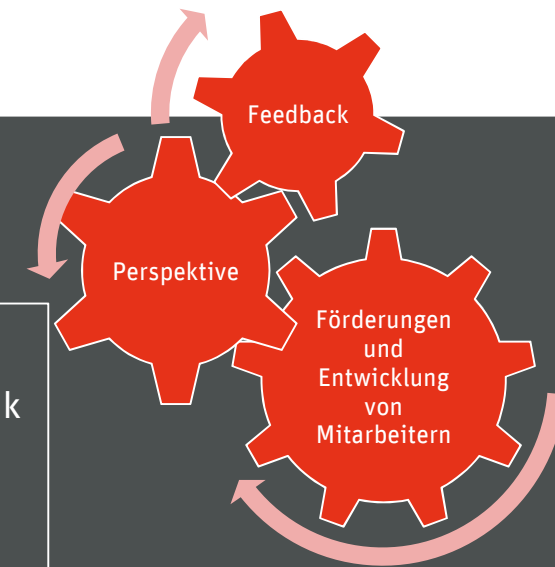 Feedback
Perspektive
Förderungen
und
Entwicklung
von
Mitarbeitern
k